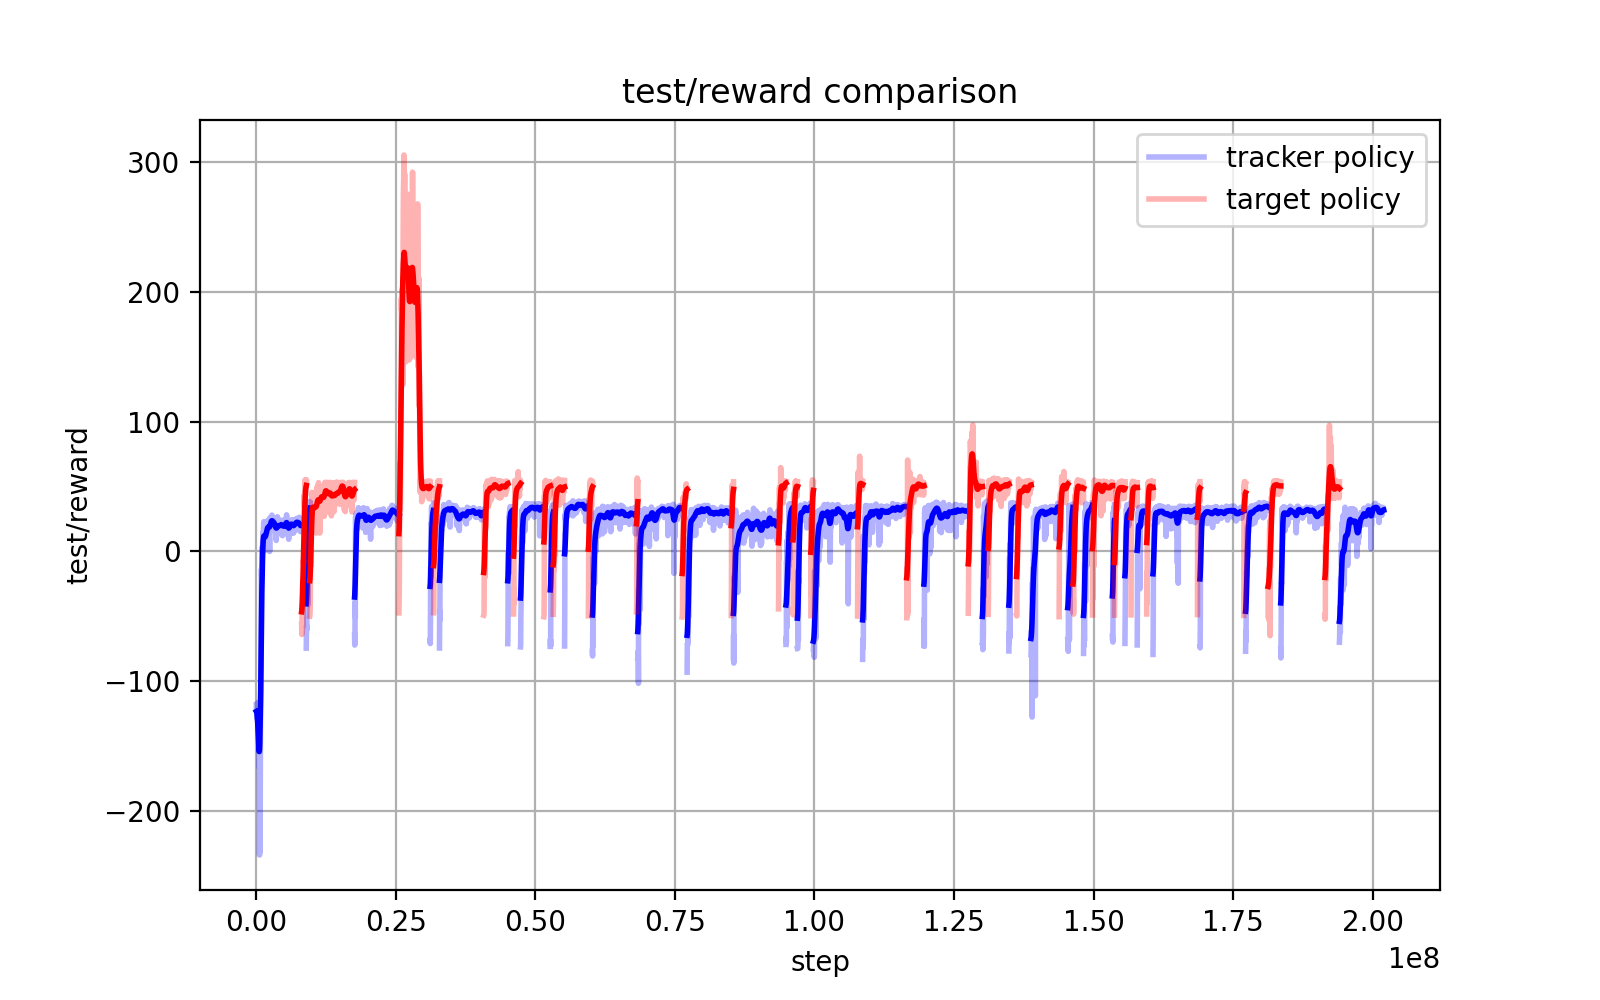 test/reward comparison
tracker policy
target policy
300
200
100
0
−100
−200
test/reward
0.00 0.25 0.50 0.75 1.00 1.25 1.50 1.75 2.00
step
1e8